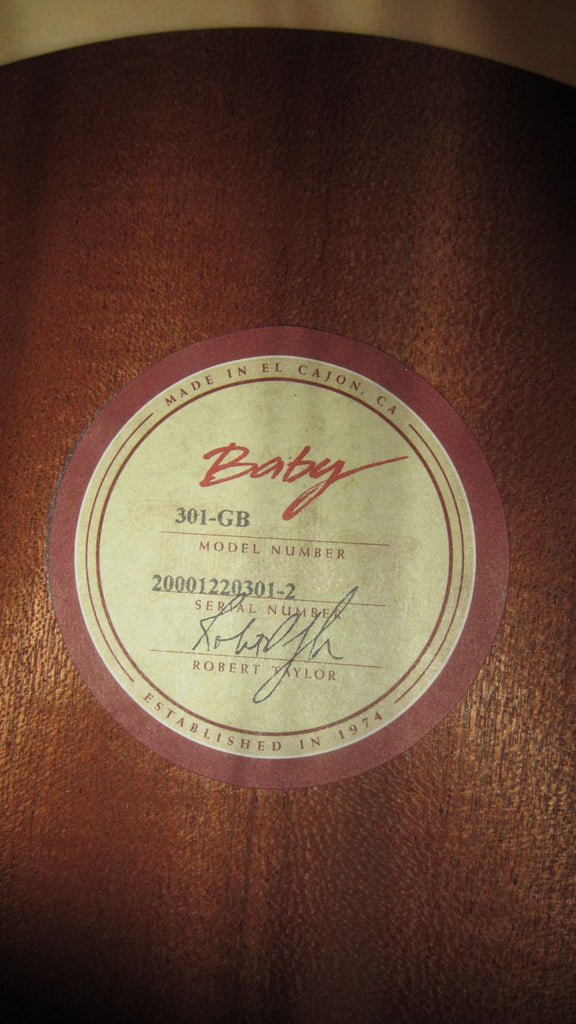 MADE IN EL CAJON, CA
Baby
301-GB
MODEL NUMBER
20001220301-2
SERIAL NUMBER
ROBERT TAYLOR
ESTABLISHED IN 1974